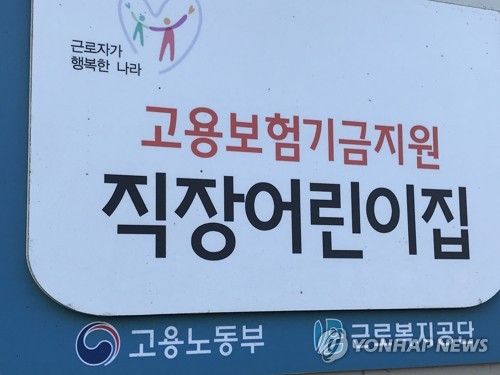 근로자가
행복한 나라
고용보험기금지원
직장어린이집
고용노동부
근로복지공단
YONHAP NEWS